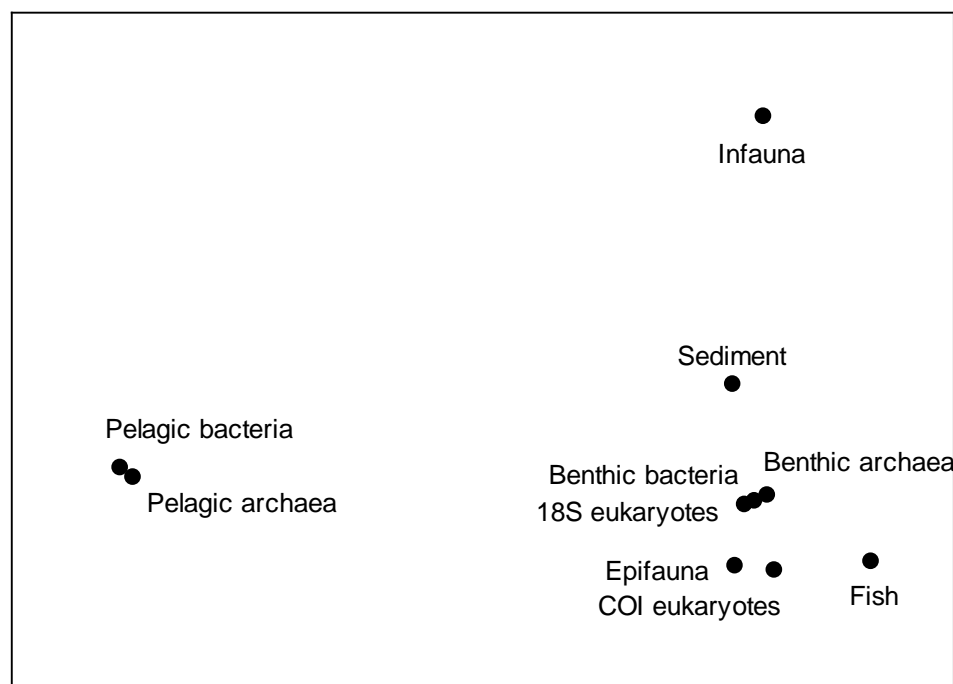 Infauna
Sediment
Pelagic bacteria
Benthic archaea
Benthic bacteria
Pelagic archaea
18S eukaryotes
Epifauna
Fish
COI eukaryotes